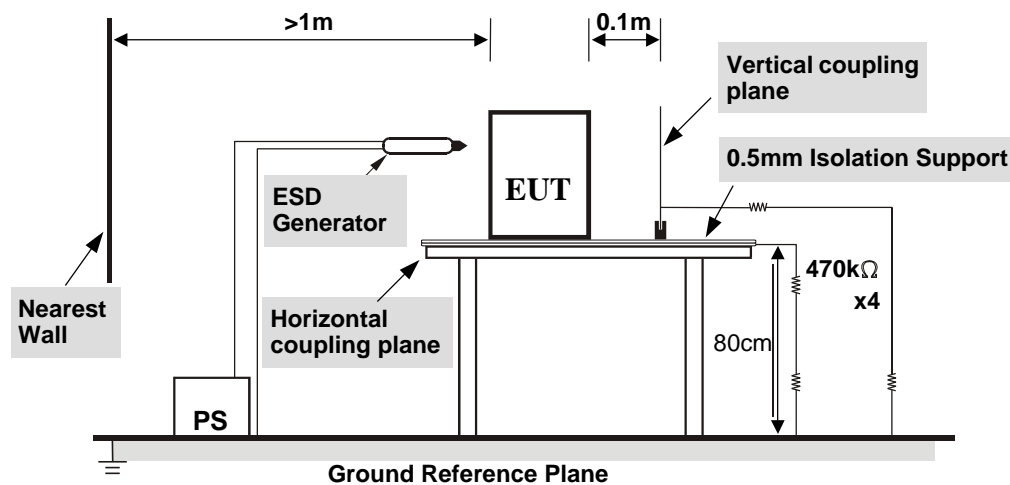 >1m
0.1m
Vertical coupling
plane
0.5mm Isolation Support
ESD
Generator
EUT
Nearest
Wall
Horizontal
coupling plane
470kΩ
x4
80cm
PS
Ground Reference Plane